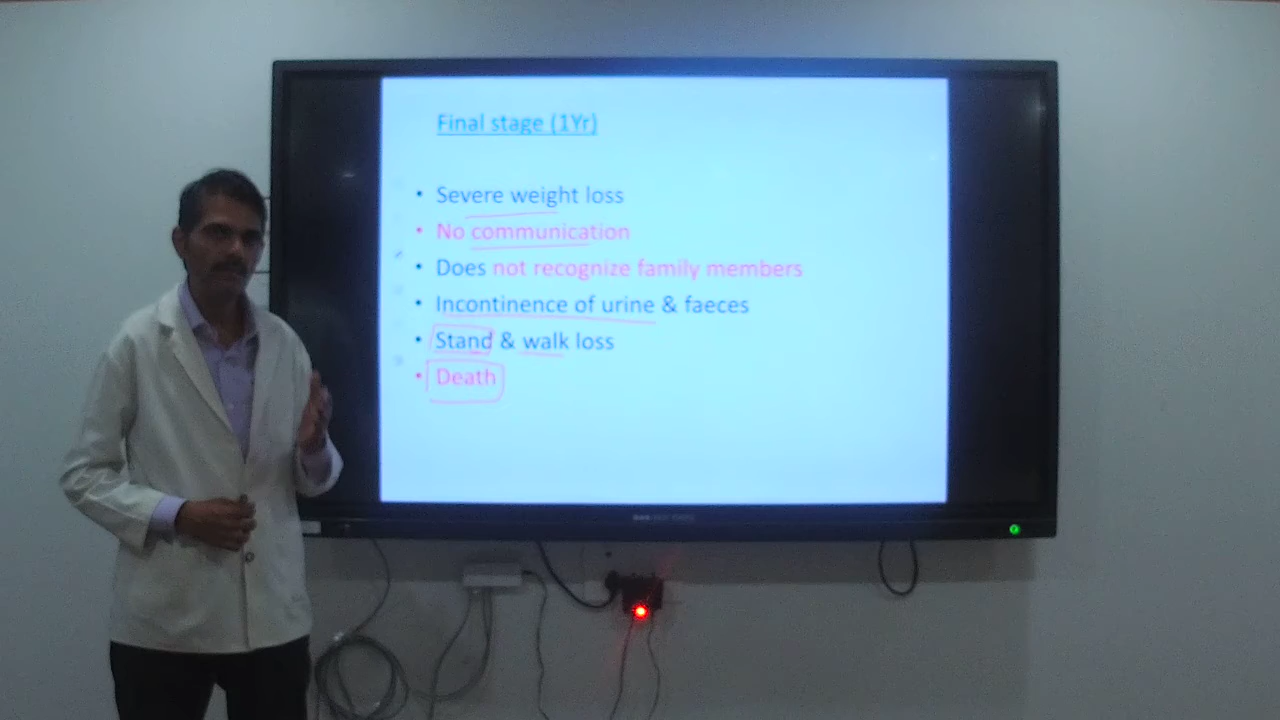 Final stage (1Yr)
• Severe weight loss
• No communication
• Does not recognize family members
• Incontinence of urine & faeces
• Stand & walk loss
• Death